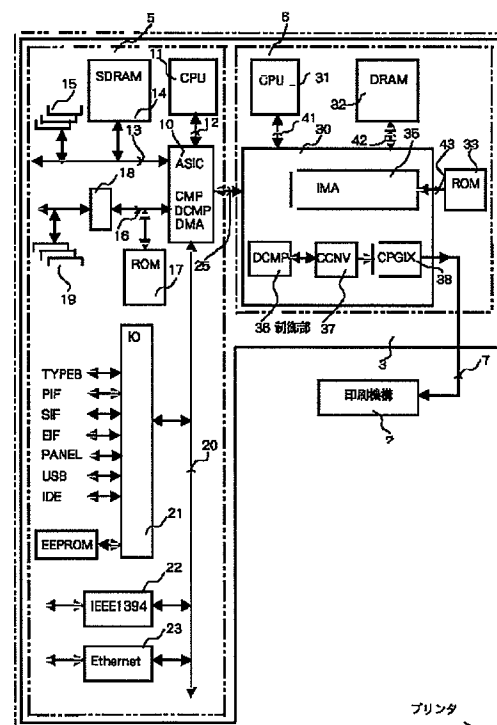 5
6
15
SDRAM
14
11
CPU
10
12
13
ASIC
CMP
DCMP
DMA
18
16
19
ROM
17
25
CPU
31
DRAM
32
41
42
30
35
43
33
IMA
ROM
DCMP
CCNV
CPGIX
36
制御部
37
38
3
7
印刷機構
2
IO
TYPEB
PIF
SIF
EIF
PANEL
USB
IDE
20
EEPROM
21
22
IEEE1394
23
Ethernet
プリンタ